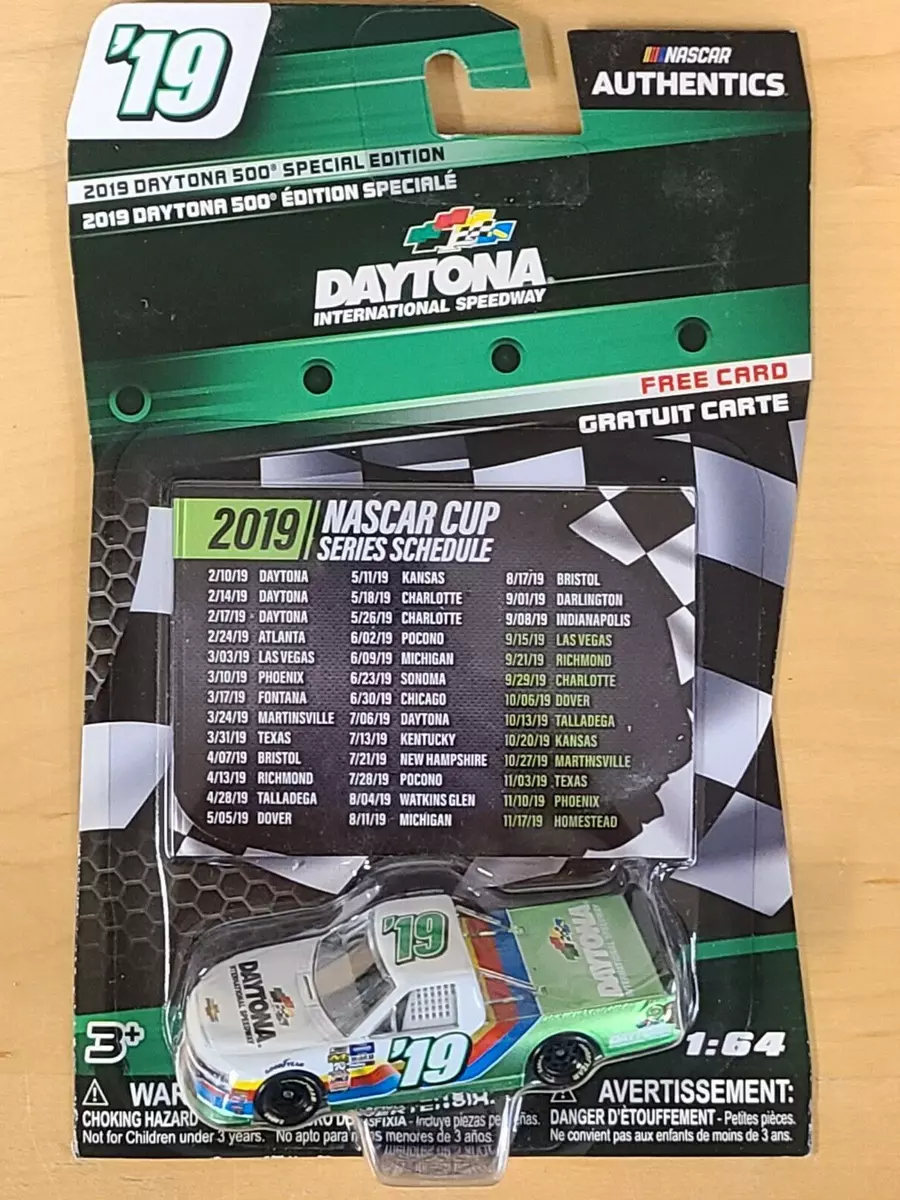 '19
NASCAR
AUTHENTICS
2019 DAYTONA 500® SPECIAL EDITION
2019 DAYTONA 500® ÉDITION SPECIALÉ
DAYTONA
INTERNATIONAL SPEEDWAY
FREE CARD
GRATUIT CARTE
2019 NASCAR CUP
SERIES SCHEDULE
2/10/19 DAYTONA
2/14/19 DAYTONA
2/17/19 DAYTONA
2/24/19 ATLANTA
3/03/19 LAS VEGAS
3/10/19 PHOENIX
3/17/19 FONTANA
3/24/19 MARTINSVILLE
3/31/19 TEXAS
4/07/19 BRISTOL
4/13/19 RICHMOND
4/28/19 TALLADEGA
5/05/19 DOVER
5/11/19 KANSAS
5/18/19 CHARLOTTE
5/26/19 CHARLOTTE
6/02/19 POCONO
6/09/19 MICHIGAN
6/23/19 SONOMA
6/30/19 CHICAGO
7/06/19 DAYTONA
7/13/19 KENTUCKY
7/21/19 NEW HAMPSHIRE
7/28/19 POCONO
8/04/19 WATKINS GLEN
8/11/19 MICHIGAN
8/17/19 BRISTOL
9/01/19 DARLINGTON
9/08/19 INDIANAPOLIS
9/15/19 LAS VEGAS
9/21/19 RICHMOND
9/29/19 CHARLOTTE
10/06/19 DOVER
10/13/19 TALLADEGA
10/20/19 KANSAS
10/27/19 MARTHNSVILLE
11/03/19 TEXAS
11/10/19 PHOENIX
11/17/19 HOMESTEAD
'19
DAYTONA
INTERNATIONAL SPEEDWAY
DAYTONA
INTERNATIONAL SPEEDWAY
GOODYEAR
'19
3+
1:64
WAR
CHOKING HAZARD
Not for Children under 3 years.
ASFIXIA - Incluye piezas
No apto para menores de 3 años.
AVERTISSEMENT:
DANGER D'ÉTOUFFEMENT - Petites pièces.
Ne convient pas aux enfants de moins de 3 ans.